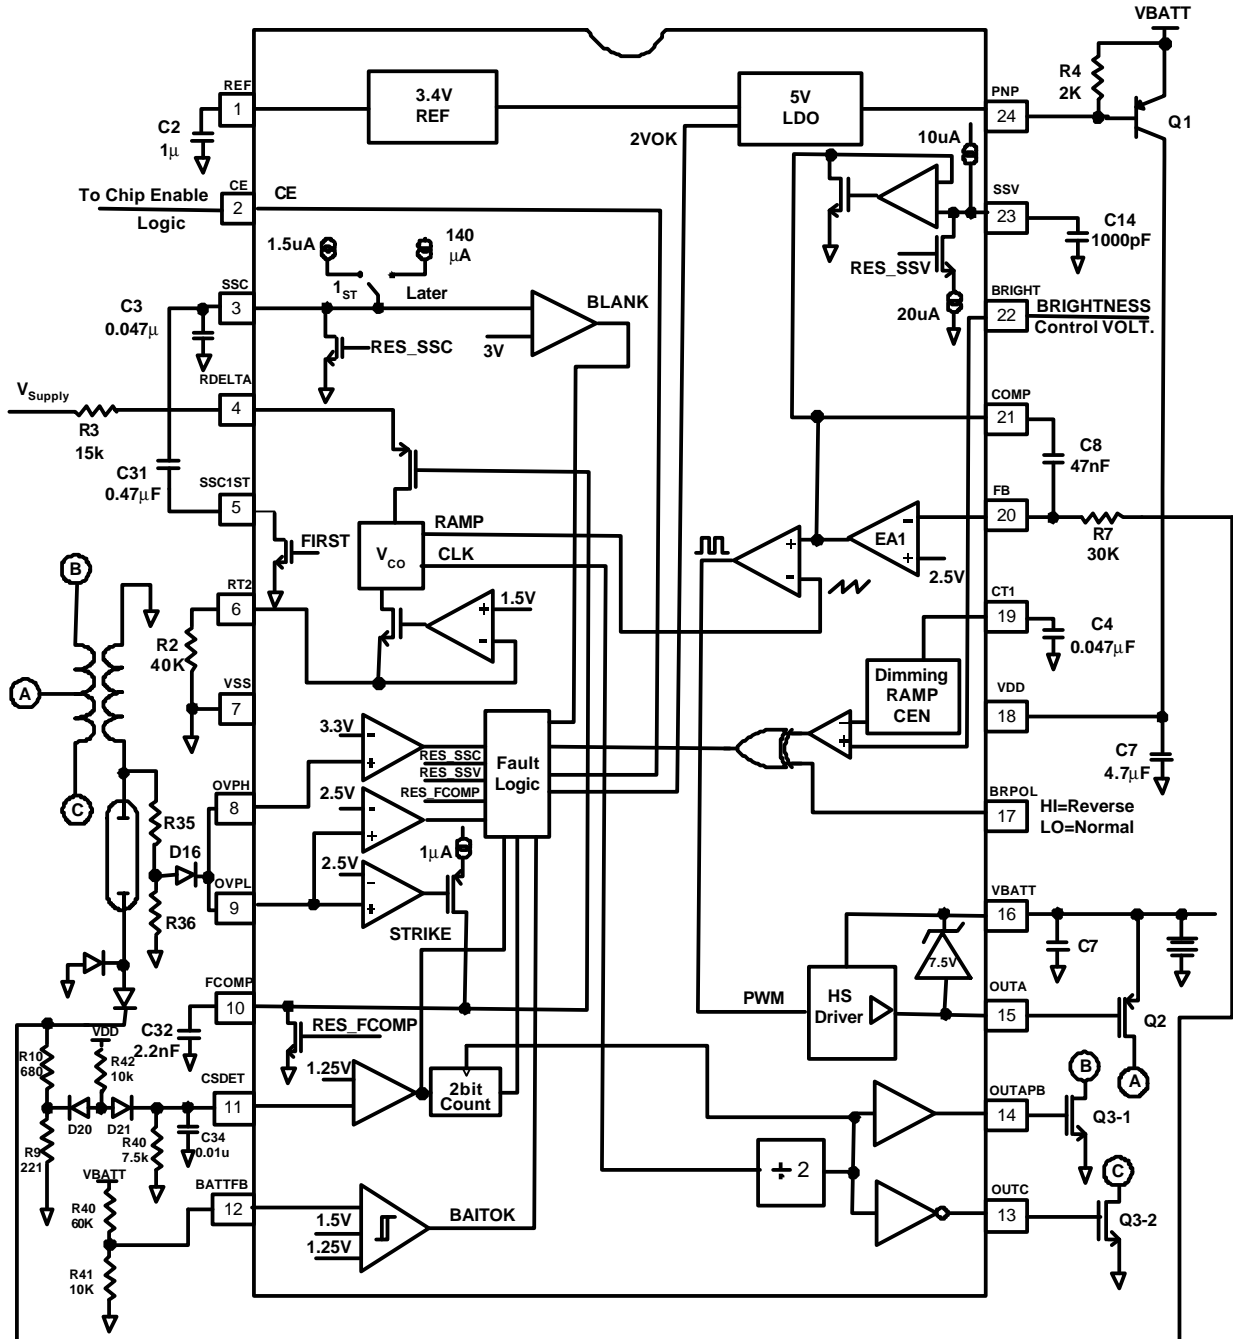 VBATT
R4
2K
PNP
24
Q1
REF
1
C2
1μ
3.4V
REF
5V
LDO
2VOK
10uA
SSV
23
C14
1000pF
To Chip Enable
Logic
CE
2
CE
RES_SSV
20uA
1.5uA
140
μA
1ST
Later
SSC
3
C3
0.047μ
BLANK
3V
RES_SSC
BRIGHT
22
BRIGHTNESS
Control VOLT.
RDELTA
4
VSupply
R3
15k
COMP
21
C8
47nF
C31
0.47μF
SSC1ST
5
FIRST
RAMP
CLK
VCO
FB
20
R7
30K
EA1
-
+
2.5V
+
-
B
RT2
6
R2
40K
1.5V
+
-
CT1
19
C4
0.047μF
A
VSS
7
Dimming
RAMP
CEN
VDD
18
C7
4.7μF
-
+
3.3V
-
+
RES_SSC
RES_SSV
RES_FCOMP
Fault
Logic
C
OVPH
8
2.5V
-
+
BRPOL
17
HI=Reverse
LO=Normal
R35
D16
R36
OVPL
9
2.5V
-
+
1μA
STRIKE
VBATT
16
C7
7.5V
FCOMP
10
C32
2.2nF
RES_FCOMP
PWM
HS
Driver
OUTA
15
Q2
A
VDD
R10
680
R42
10k
CSDET
11
1.25V
2bit
Count
D20
D21
R9
221
R40
7.5k
C34
0.01u
B
OUTAPB
14
Q3-1
÷ 2
C
OUTC
13
Q3-2
VBATT
R40
60K
R41
10K
BATTFB
12
1.5V
1.25V
BAITOK